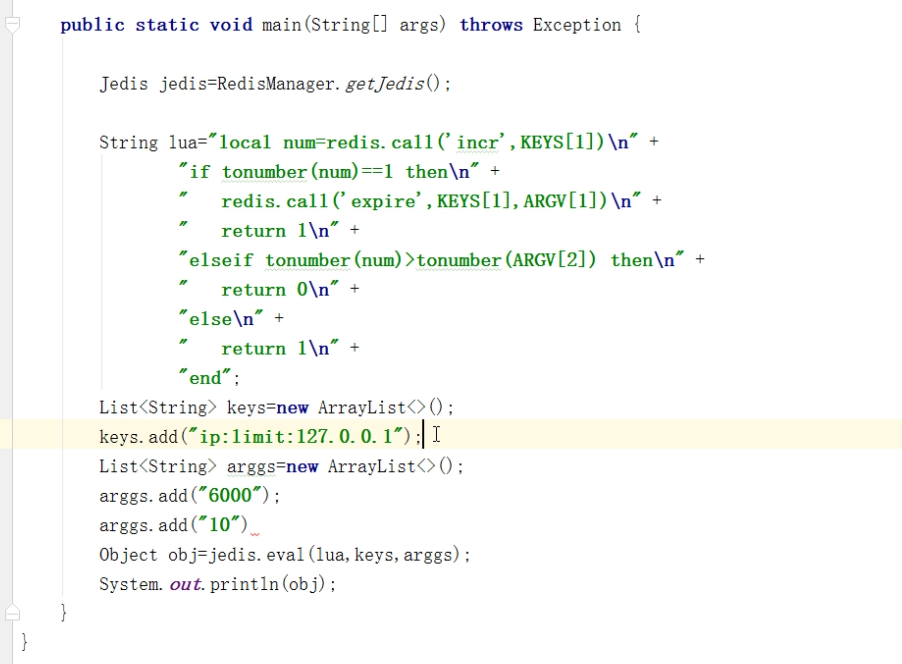 public static void main(String[] args) throws Exception {
Jedis jedis=RedisManager.getJedis();
String lua="local num=redis.call('incr',KEYS[1])\n" +
"if tonumber(num)==1 then\n" +
"   redis.call('expire',KEYS[1],ARGV[1])\n" +
"   return 1\n" +
"elseif tonumber(num)>tonumber(ARGV[2]) then\n" +
"   return 0\n" +
"else\n" +
"   return 1\n" +
"end";
List<String> keys=new ArrayList<>();
keys.add("ip:limit:127.0.0.1");
List<String> arggs=new ArrayList<>();
arggs.add("6000");
arggs.add("10")
Object obj=jedis.eval(lua,keys,arggs);
System.out.println(obj);
}
}